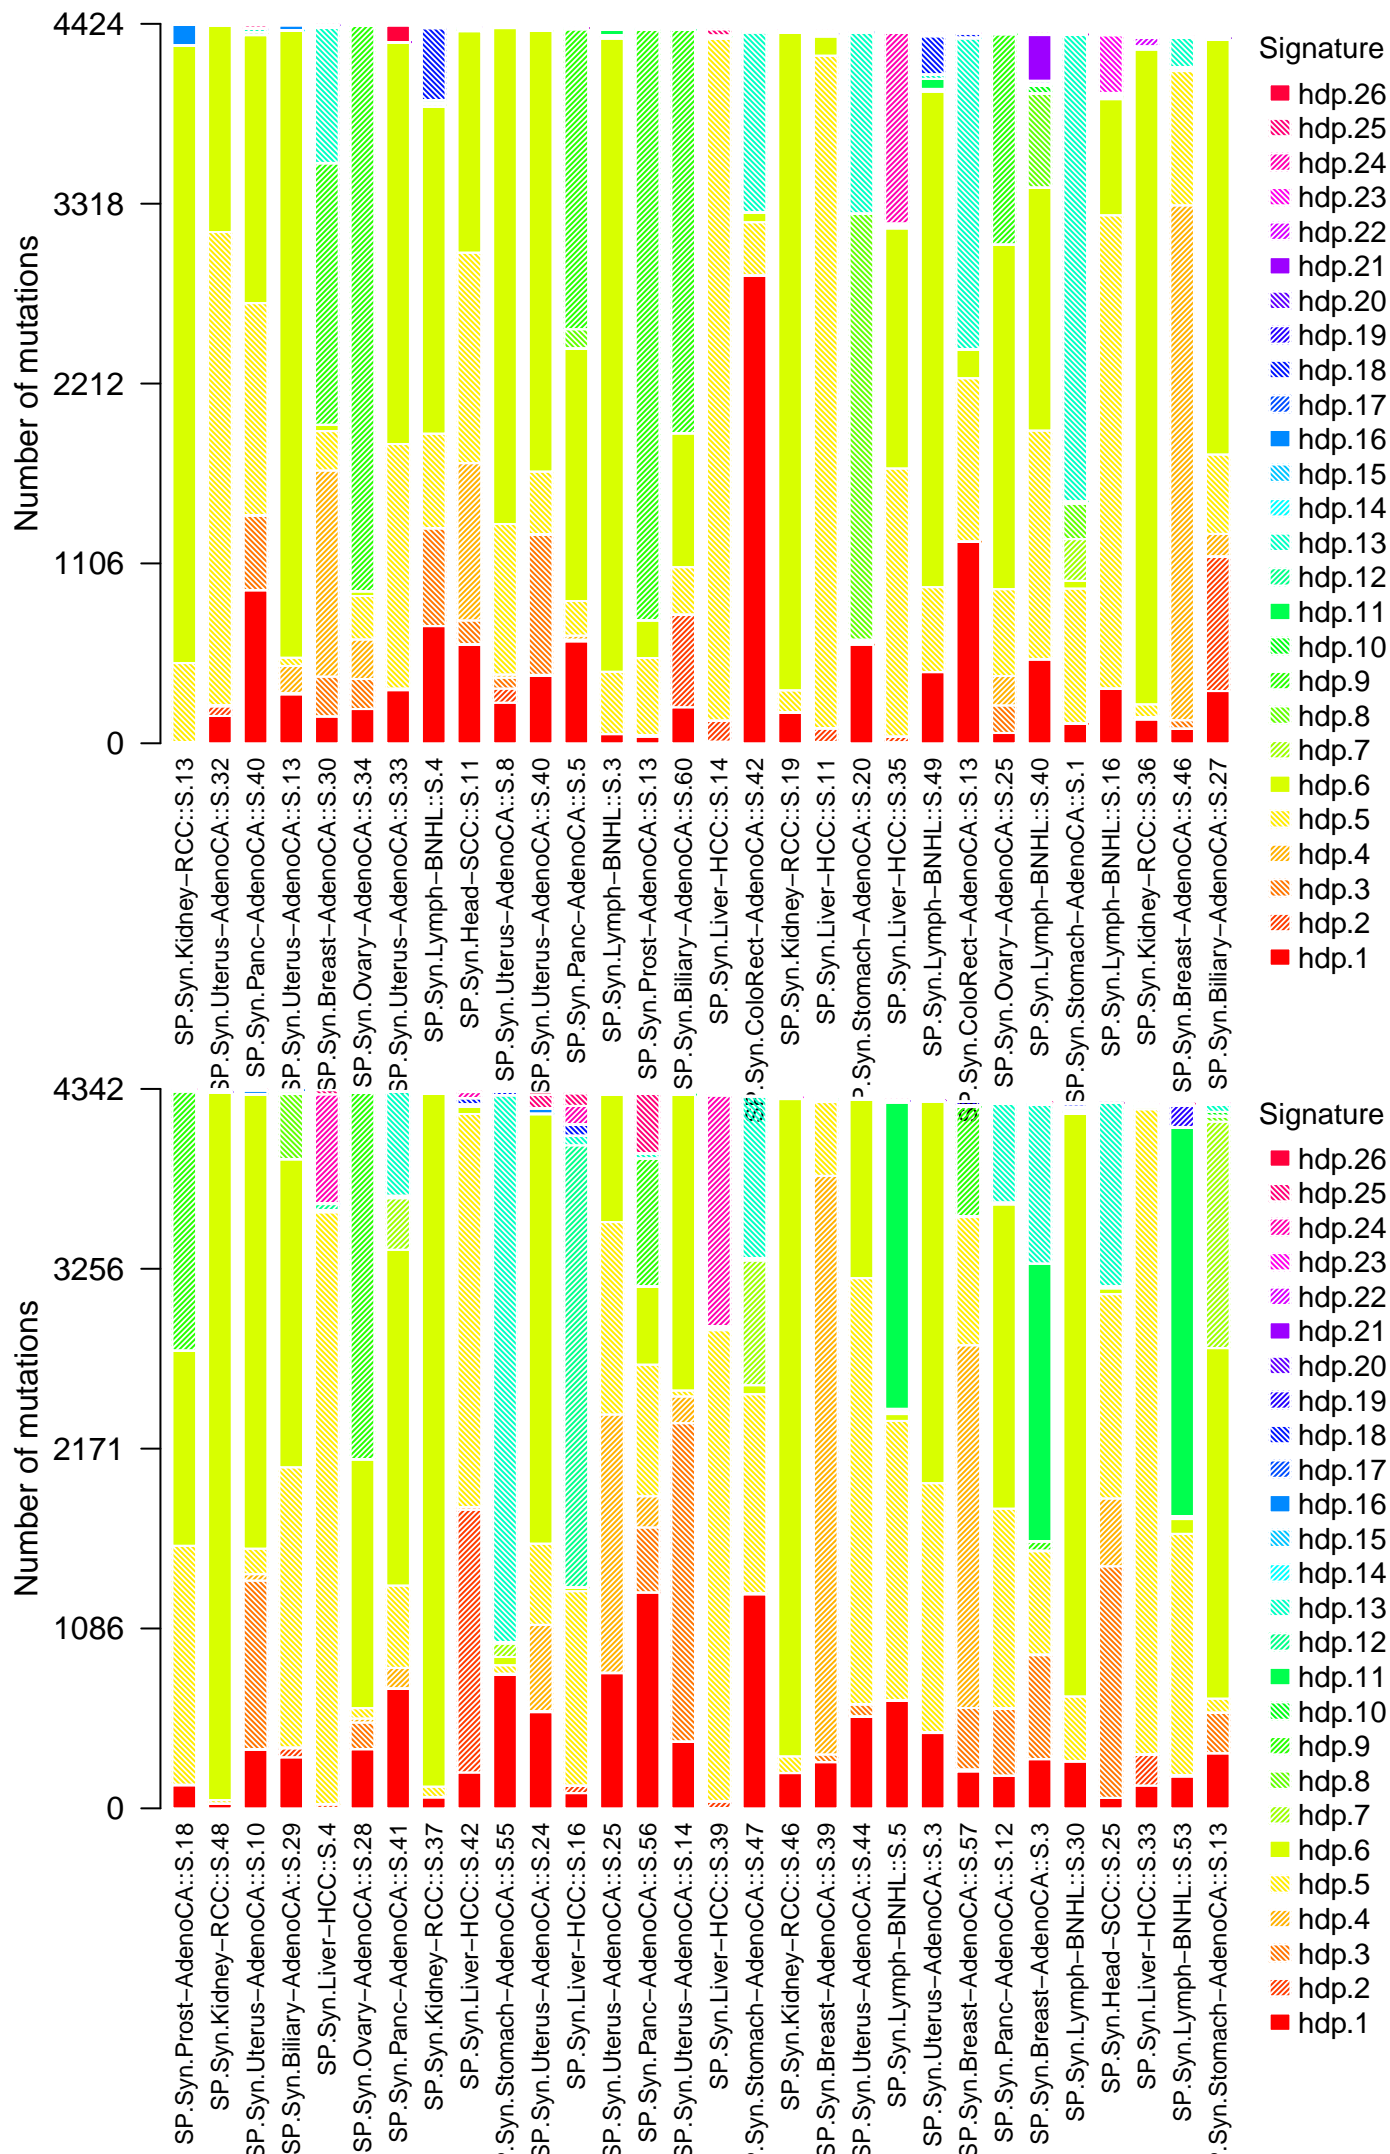 4424
3318
2212
1106
0
Number of mutations
SP.Syn.Kidney−RCC::S.13
SP.Syn.Uterus−AdenoCA::S.32
SP.Syn.Panc−AdenoCA::S.40
SP.Syn.Uterus−AdenoCA::S.13
SP.Syn.Breast−AdenoCA::S.30
SP.Syn.Ovary−AdenoCA::S.34
SP.Syn.Uterus−AdenoCA::S.33
SP.Syn.Lymph−BNHL::S.4
SP.Syn.Head−SCC::S.11
SP.Syn.Uterus−AdenoCA::S.8
SP.Syn.Uterus−AdenoCA::S.40
SP.Syn.Panc−AdenoCA::S.5
SP.Syn.Lymph−BNHL::S.3
SP.Syn.Prost−AdenoCA::S.13
SP.Syn.Biliary−AdenoCA::S.60
SP.Syn.Liver−HCC::S.14
SP.Syn.ColoRect−AdenoCA::S.42
SP.Syn.Kidney−RCC::S.19
SP.Syn.Liver−HCC::S.11
P.Syn.Stomach−AdenoCA::S.20
SP.Syn.Liver−HCC::S.35
SP.Syn.Lymph−BNHL::S.49
SP.Syn.ColoRect−AdenoCA::S.13
SP.Syn.Ovary−AdenoCA::S.25
SP.Syn.Lymph−BNHL::S.40
SP.Syn.Stomach−AdenoCA::S.1
SP.Syn.Lymph−BNHL::S.16
SP.Syn.Kidney−RCC::S.36
SP.Syn.Breast−AdenoCA::S.46
SP.Syn.Biliary−AdenoCA::S.27
Signature
hdp.26
hdp.25
hdp.24
hdp.23
hdp.22
hdp.21
hdp.20
hdp.19
hdp.18
hdp.17
hdp.16
hdp.15
hdp.14
hdp.13
hdp.12
hdp.11
hdp.10
hdp.9
hdp.8
hdp.7
hdp.6
hdp.5
hdp.4
hdp.3
hdp.2
hdp.1
4342
3256
2171
1086
0
Number of mutations
SP.Syn.Prost−AdenoCA::S.18
SP.Syn.Kidney−RCC::S.48
SP.Syn.Uterus−AdenoCA::S.10
SP.Syn.Biliary−AdenoCA::S.29
SP.Syn.Liver−HCC::S.4
SP.Syn.Ovary−AdenoCA::S.28
SP.Syn.Panc−AdenoCA::S.41
SP.Syn.Kidney−RCC::S.37
SP.Syn.Liver−HCC::S.42
P.Syn.Stomach−AdenoCA::S.55
SP.Syn.Uterus−AdenoCA::S.24
SP.Syn.Liver−HCC::S.16
SP.Syn.Uterus−AdenoCA::S.25
SP.Syn.Panc−AdenoCA::S.56
SP.Syn.Biliary−AdenoCA::S.14
SP.Syn.Liver−HCC::S.39
P.Syn.Stomach−AdenoCA::S.47
SP.Syn.Kidney−RCC::S.46
SP.Syn.Breast−AdenoCA::S.39
SP.Syn.Uterus−AdenoCA::S.44
SP.Syn.Lymph−BNHL::S.5
SP.Syn.Uterus−AdenoCA::S.3
SP.Syn.Breast−AdenoCA::S.57
SP.Syn.Panc−AdenoCA::S.12
SP.Syn.Breast−AdenoCA::S.3
SP.Syn.Lymph−BNHL::S.30
SP.Syn.Head−SCC::S.25
SP.Syn.Liver−HCC::S.33
SP.Syn.Lymph−BNHL::S.53
P.Syn.Stomach−AdenoCA::S.13
Signature
hdp.26
hdp.25
hdp.24
hdp.23
hdp.22
hdp.21
hdp.20
hdp.19
hdp.18
hdp.17
hdp.16
hdp.15
hdp.14
hdp.13
hdp.12
hdp.11
hdp.10
hdp.9
hdp.8
hdp.7
hdp.6
hdp.5
hdp.4
hdp.3
hdp.2
hdp.1